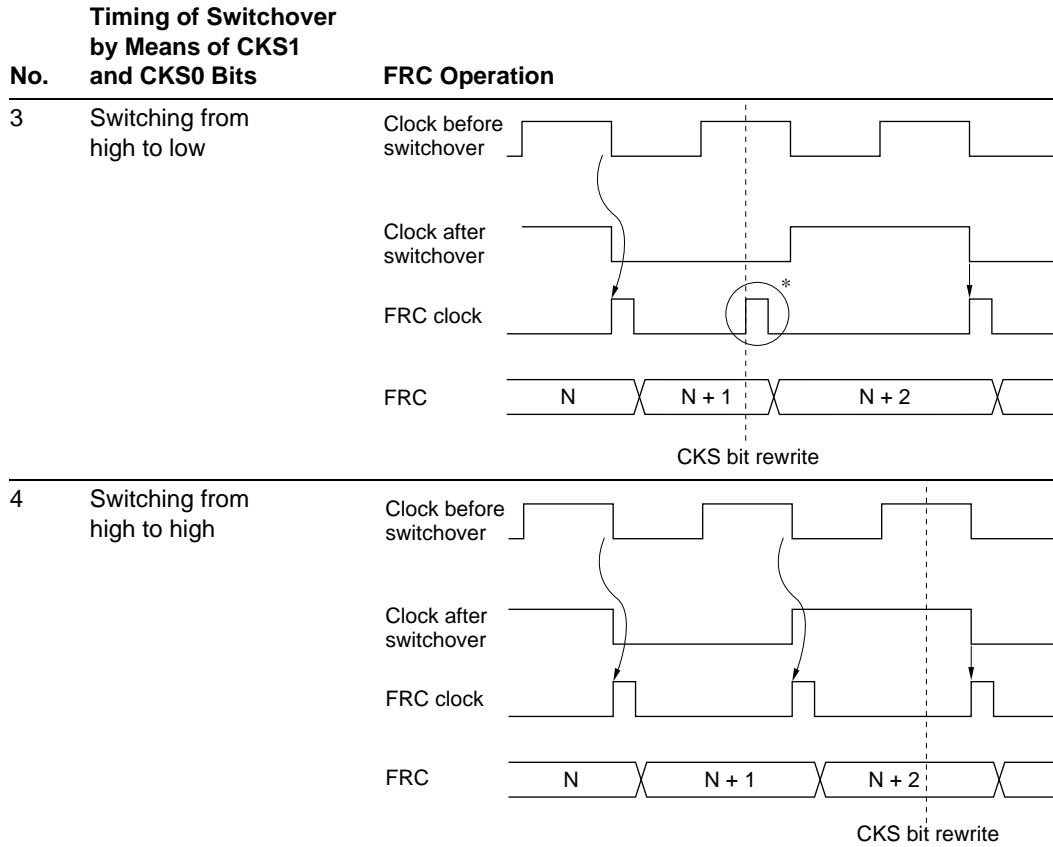 Timing of Switchover
by Means of CKS1
No. and CKS0 Bits FRC Operation
3 Switching from
high to low
Clock before
switchover
Clock after
switchover
*
FRC clock
FRC N N + 1 N + 2
CKS bit rewrite
4 Switching from
high to high
Clock before
switchover
Clock after
switchover
FRC clock
FRC N N + 1 N + 2
CKS bit rewrite